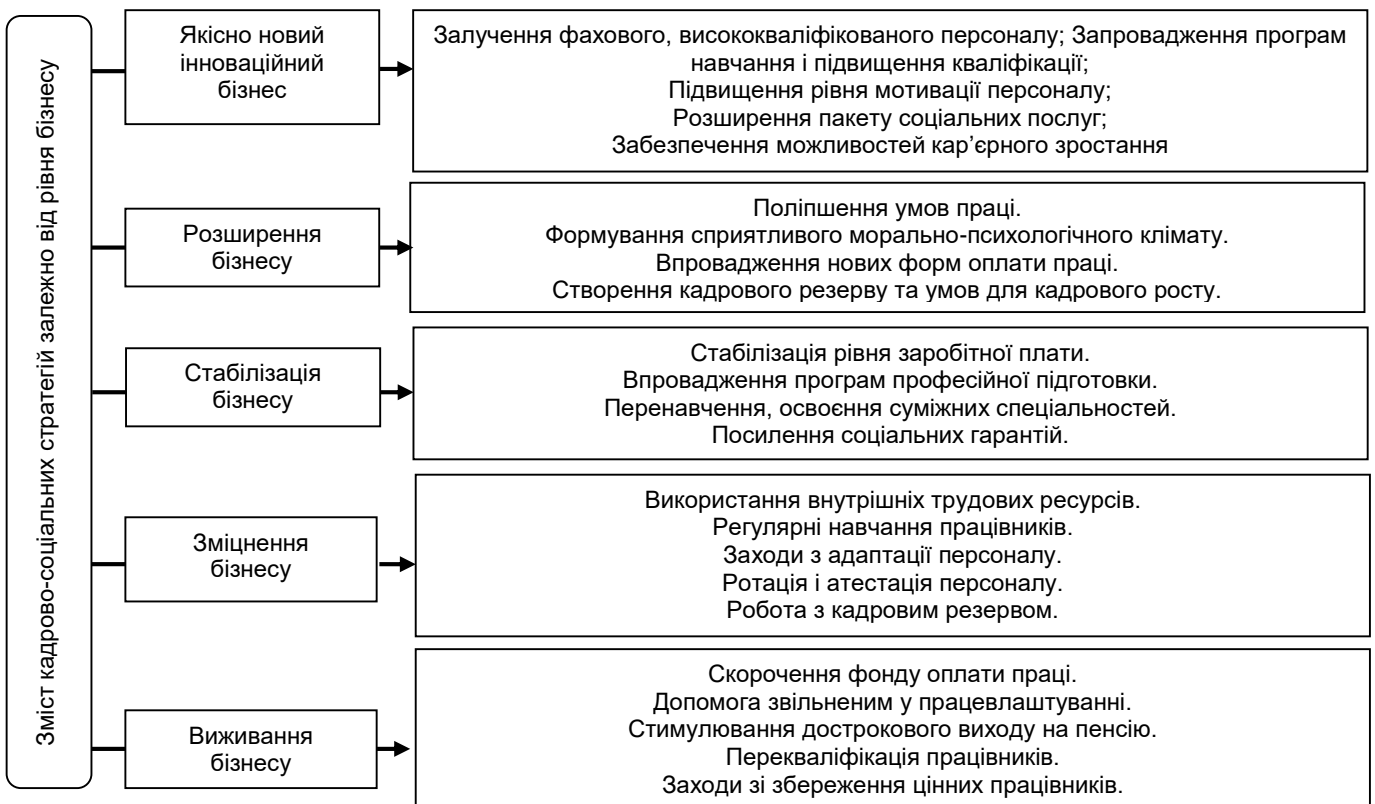 Зміст кадрово-соціальних стратегій залежно від рівня бізнесу
Якісно новий
інноваційний
бізнес
Залучення фахового, висококваліфікованого персоналу; Запровадження програм
навчання і підвищення кваліфікації;
Підвищення рівня мотивації персоналу;
Розширення пакету соціальних послуг;
Забезпечення можливостей кар’єрного зростання
Розширення
бізнесу
Поліпшення умов праці.
Формування сприятливого морально-психологічного клімату.
Впровадження нових форм оплати праці.
Створення кадрового резерву та умов для кадрового росту.
Стабілізація
бізнесу
Стабілізація рівня заробітної плати.
Впровадження програм професійної підготовки.
Перенавчення, освоєння суміжних спеціальностей.
Посилення соціальних гарантій.
Зміцнення
бізнесу
Використання внутрішніх трудових ресурсів.
Регулярні навчання працівників.
Заходи з адаптації персоналу.
Ротація і атестація персоналу.
Робота з кадровим резервом.
Виживання
бізнесу
Скорочення фонду оплати праці.
Допомога звільненим у працевлаштуванні.
Стимулювання дострокового виходу на пенсію.
Перекваліфікація працівників.
Заходи зі збереження цінних працівників.